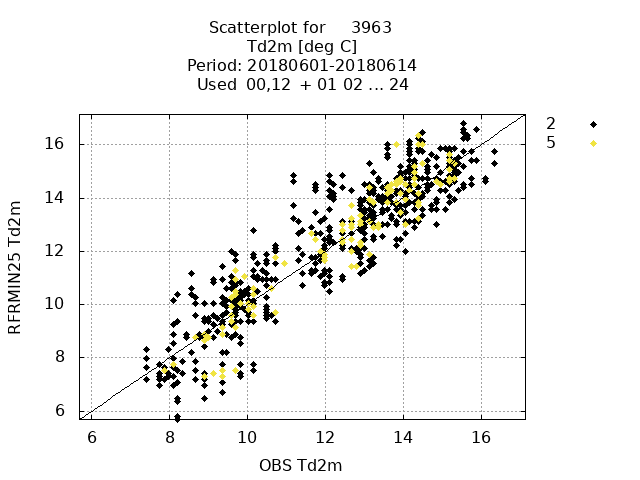 Scatterplot for 3963
Td2m [deg C]
Period: 20180601-20180614
Used 00,12 + 01 02 ... 24
2
5
16
14
12
10
8
6
RFRMIN25 Td2m
6 8 10 12 14 16
OBS Td2m